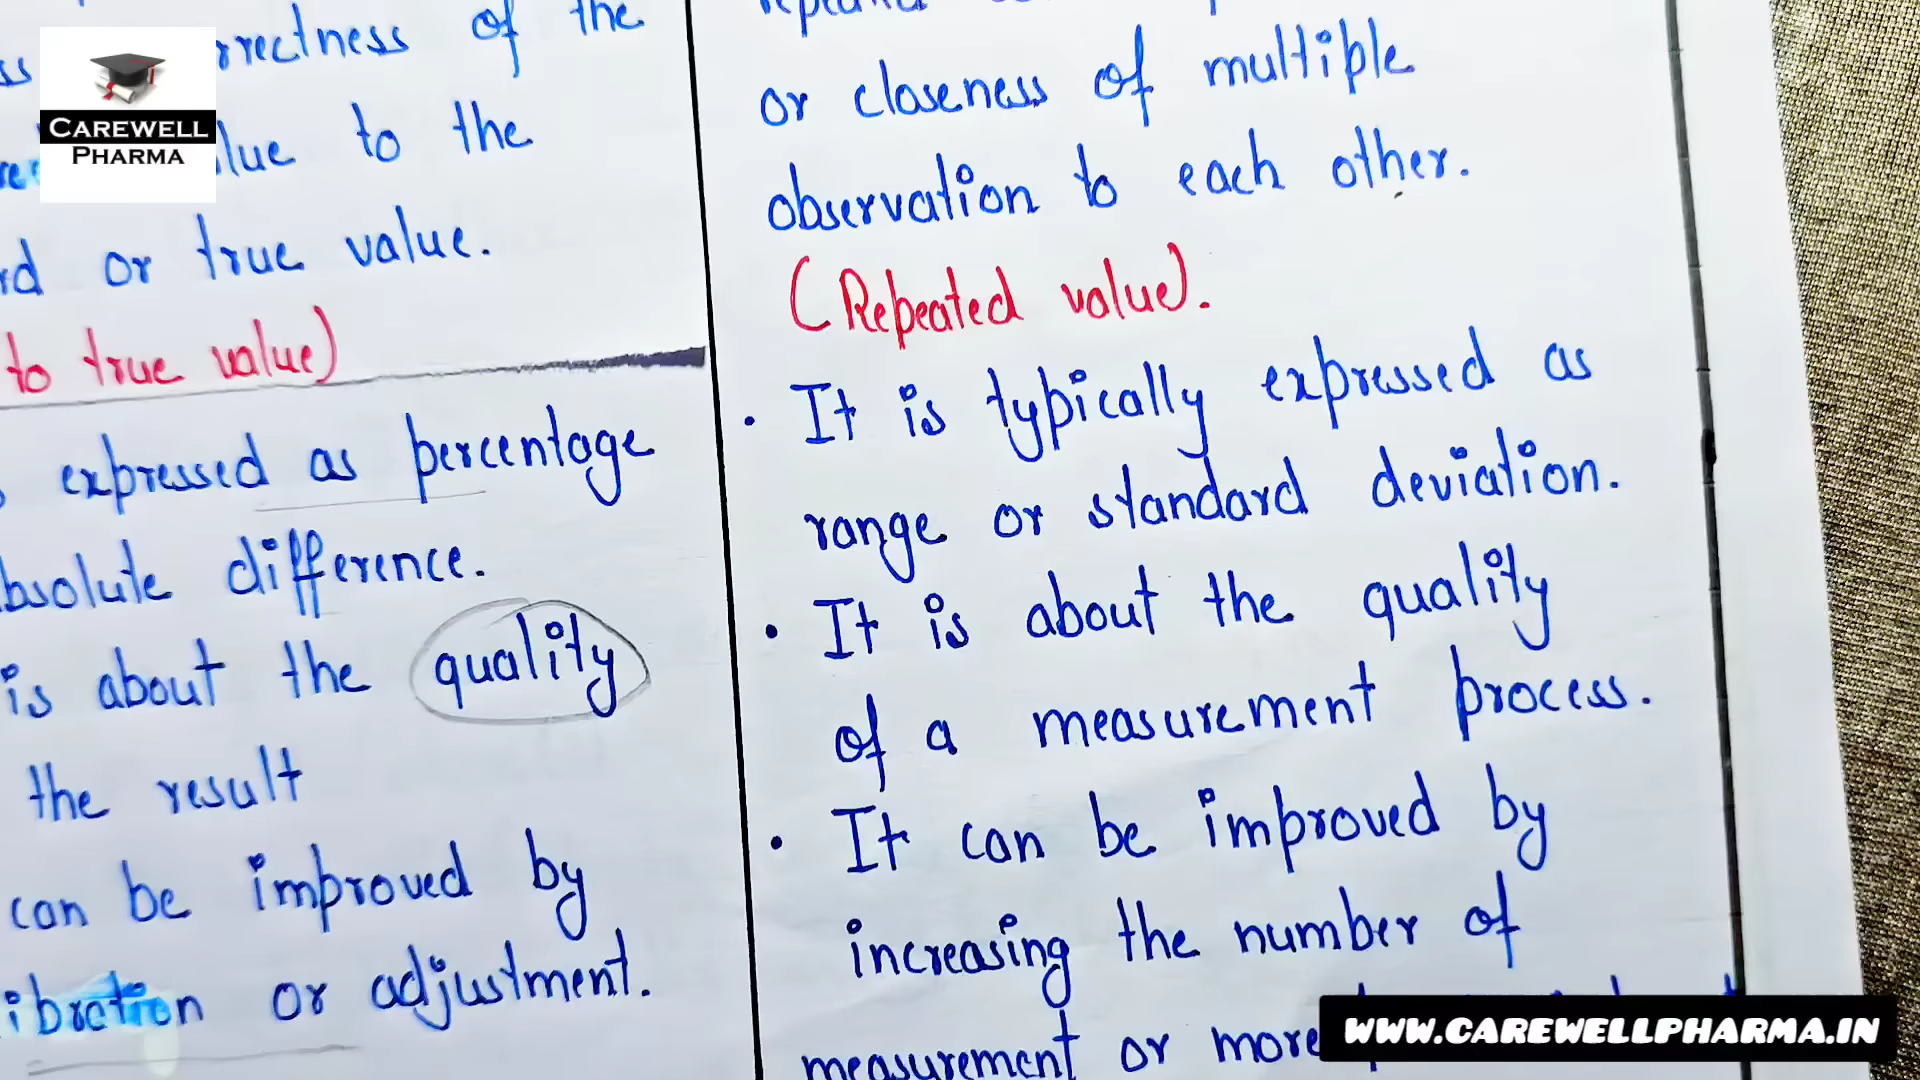 rrectness of the
lue to the
rd or true value.
to true value)
expressed as percentage
bsolute difference.
is about the quality
the result
can be improved by
ibration or adjustment.
or closeness of multiple
observation to each other.
(Repeated value).
• It is typically expressed as
range or standard deviation.
• It is about the quality
of a measurement process.
• It can be improved by
increasing the number of
measurement or more
CAREWELL
PHARMA
WWW.CAREWELLPHARMA.IN